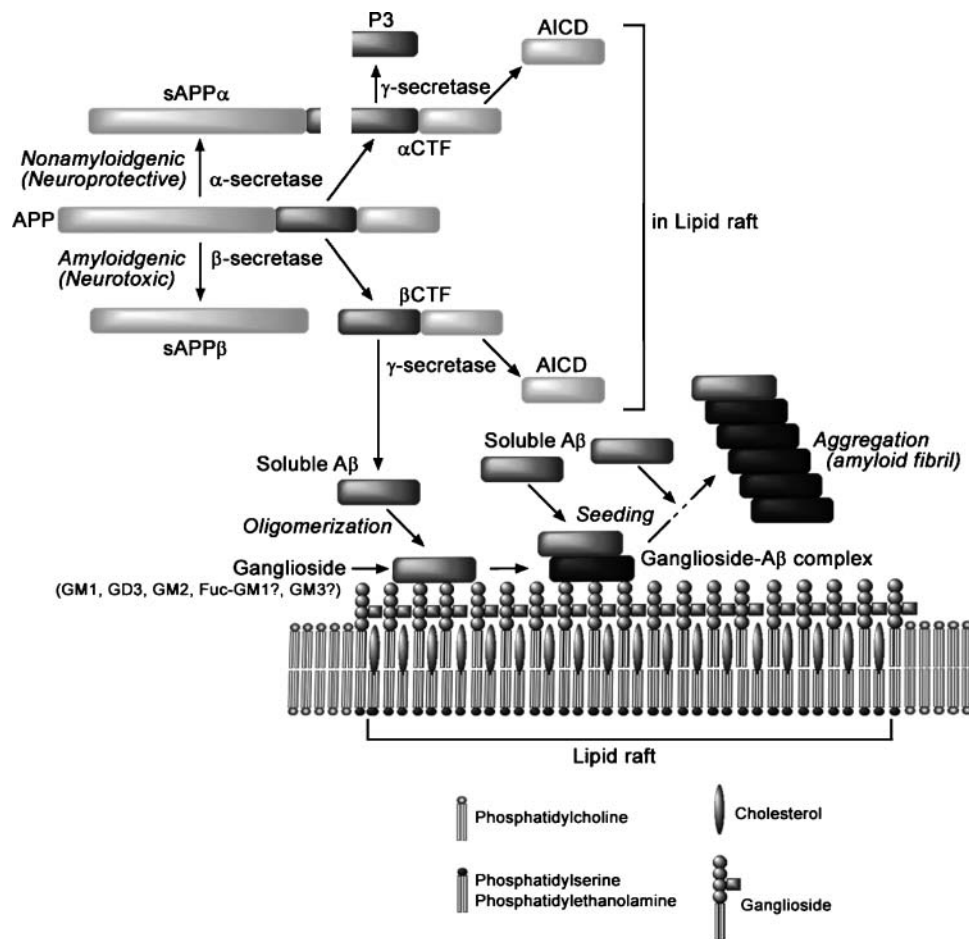 P3
AICD
γ-secretase
sAPPα
αCTF
Nonamyloidgenic
(Neuroprotective)
α-secretase
APP
in Lipid raft
Amyloidgenic
(Neurotoxic)
β-secretase
βCTF
sAPPβ
γ-secretase
AICD
Soluble Aβ
Soluble Aβ
Aggregation
(amyloid fibril)
Oligomerization
Seeding
Ganglioside
Ganglioside-Aβ complex
(GM1, GD3, GM2, Fuc-GM1?, GM3?)
Lipid raft
Phosphatidylcholine
Cholesterol
Phosphatidylserine
Phosphatidylethanolamine
Ganglioside